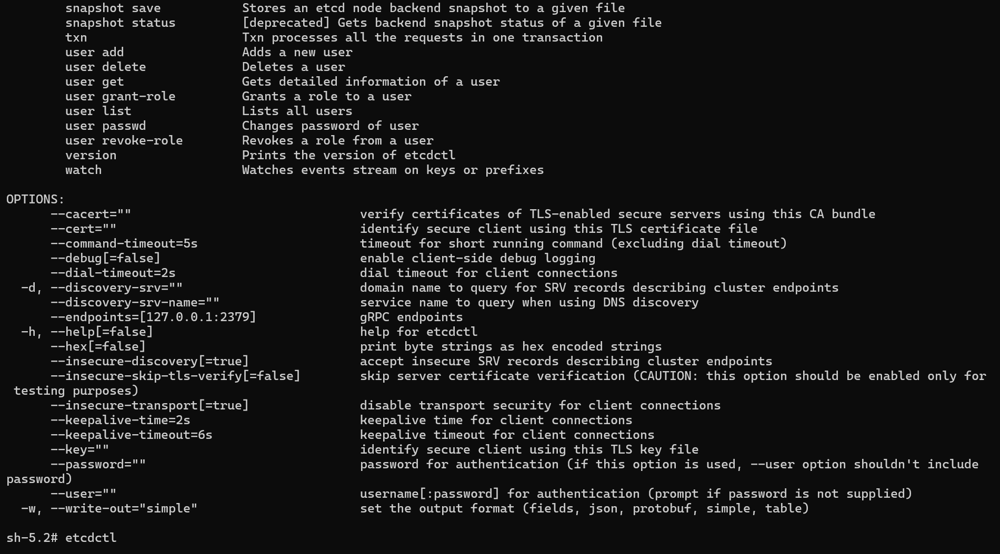 snapshot save           Stores an etcd node backend snapshot to a given file
snapshot status         [deprecated] Gets backend snapshot status of a given file
txn                     Txn processes all the requests in one transaction
user add                Adds a new user
user delete             Deletes a user
user get                Gets detailed information of a user
user grant-role         Grants a role to a user
user list               Lists all users
user passwd             Changes password of user
user revoke-role        Revokes a role from a user
version                 Prints the version of etcdctl
watch                   Watches events stream on keys or prefixes

OPTIONS:
      --cacert=""                               verify certificates of TLS-enabled secure servers using this CA bundle
      --cert=""                                 identify secure client using this TLS certificate file
      --command-timeout=5s                      timeout for short running command (excluding dial timeout)
      --debug[=false]                           enable client-side debug logging
      --dial-timeout=2s                         dial timeout for client connections
  -d, --discovery-srv=""                        domain name to query for SRV records describing cluster endpoints
      --discovery-srv-name=""                   service name to query when using DNS discovery
      --endpoints=[127.0.0.1:2379]              gRPC endpoints
  -h, --help[=false]                            help for etcdctl
      --hex[=false]                             print byte strings as hex encoded strings
      --insecure-discovery[=true]               accept insecure SRV records describing cluster endpoints
      --insecure-skip-tls-verify[=false]        skip server certificate verification (CAUTION: this option should be enabled only for
 testing purposes)
      --insecure-transport[=true]               disable transport security for client connections
      --keepalive-time=2s                       keepalive time for client connections
      --keepalive-timeout=6s                    keepalive timeout for client connections
      --key=""                                  identify secure client using this TLS key file
      --password=""                             password for authentication (if this option is used, --user option shouldn't include
password)
      --user=""                                 username[:password] for authentication (prompt if password is not supplied)
  -w, --write-out="simple"                      set the output format (fields, json, protobuf, simple, table)

sh-5.2# etcdctl